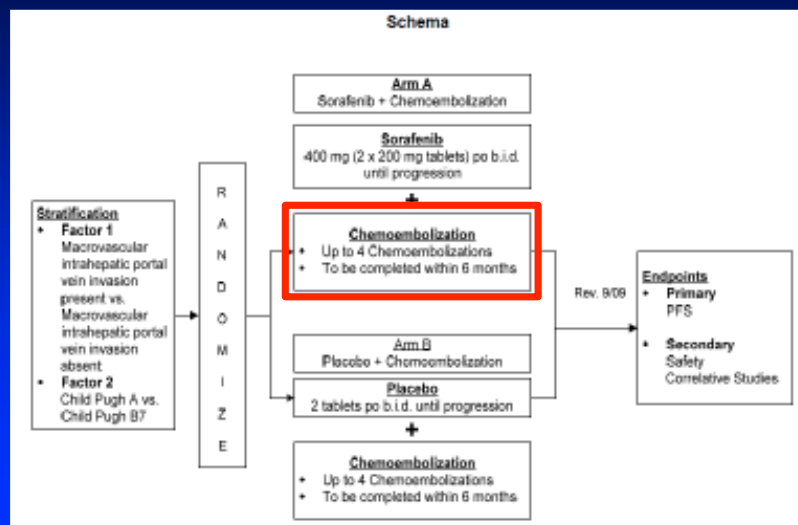 Schema
Stratification
• Factor 1
Macrovascular
intrahepatic portal
vein invasion
present vs.
Macrovascular
intrahepatic portal
vein invasion
absent
• Factor 2
Child Pugh A vs.
Child Pugh B7
R
A
N
D
O
M
I
Z
E
Arm A
Sorafenib + Chemoembolization
Sorafenib
400 mg (2 x 200 mg tablets) po b.i.d.
until progression
+
Chemoembolization
• Up to 4 Chemoembolizations
• To be completed within 6 months
Arm B
Placebo + Chemoembolization
Placebo
2 tablets po b.i.d. until progression
+
Chemoembolization
• Up to 4 Chemoembolizations
• To be completed within 6 months
Rev. 9/09
Endpoints
• Primary
PFS
• Secondary
Safety
Correlative Studies